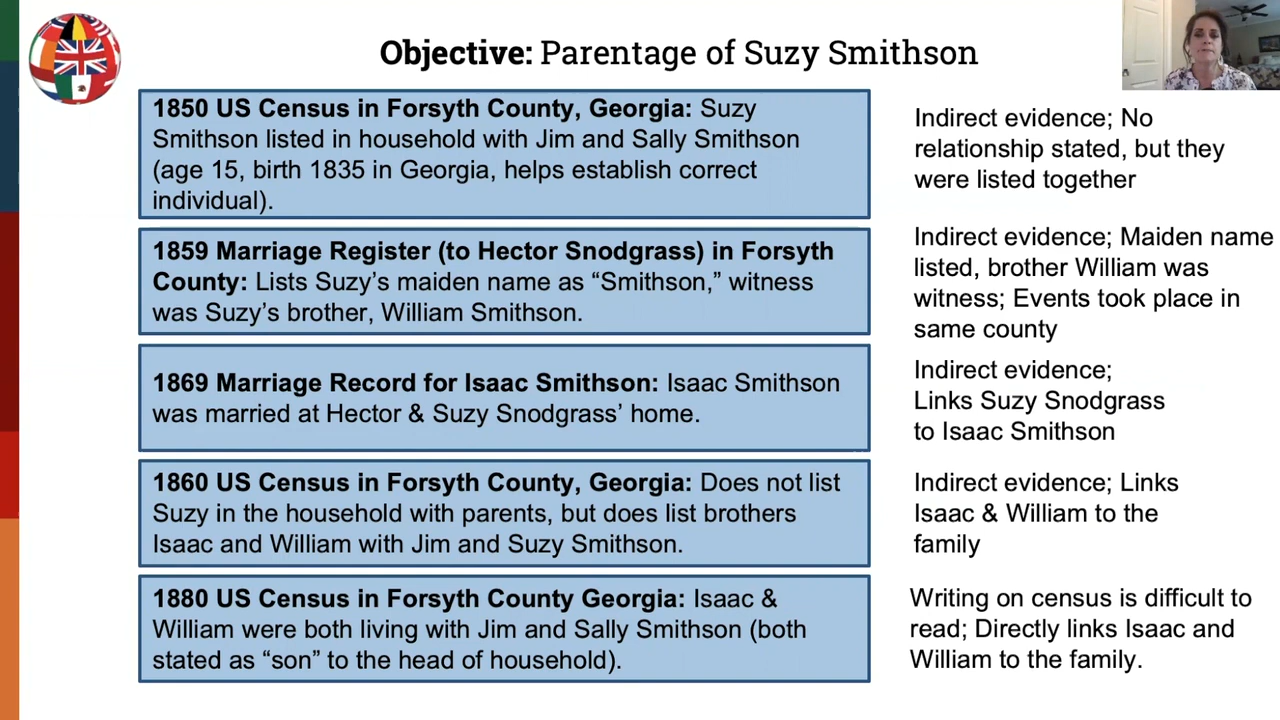 Objective: Parentage of Suzy Smithson
1850 US Census in Forsyth County, Georgia: Suzy
Smithson listed in household with Jim and Sally Smithson
(age 15, birth 1835 in Georgia, helps establish correct
individual).
Indirect evidence; No
relationship stated, but they
were listed together
1859 Marriage Register (to Hector Snodgrass) in Forsyth
County: Lists Suzy’s maiden name as “Smithson,” witness
was Suzy’s brother, William Smithson.
Indirect evidence; Maiden name
listed, brother William was
witness; Events took place in
same county
1869 Marriage Record for Isaac Smithson: Isaac Smithson
was married at Hector & Suzy Snodgrass’ home.
Indirect evidence;
Links Suzy Snodgrass
to Isaac Smithson
1860 US Census in Forsyth County, Georgia: Does not list
Suzy in the household with parents, but does list brothers
Isaac and William with Jim and Suzy Smithson.
Indirect evidence; Links
Isaac & William to the
family
1880 US Census in Forsyth County Georgia: Isaac &
William were both living with Jim and Sally Smithson (both
stated as “son” to the head of household).
Writing on census is difficult to
read; Directly links Isaac and
William to the family.